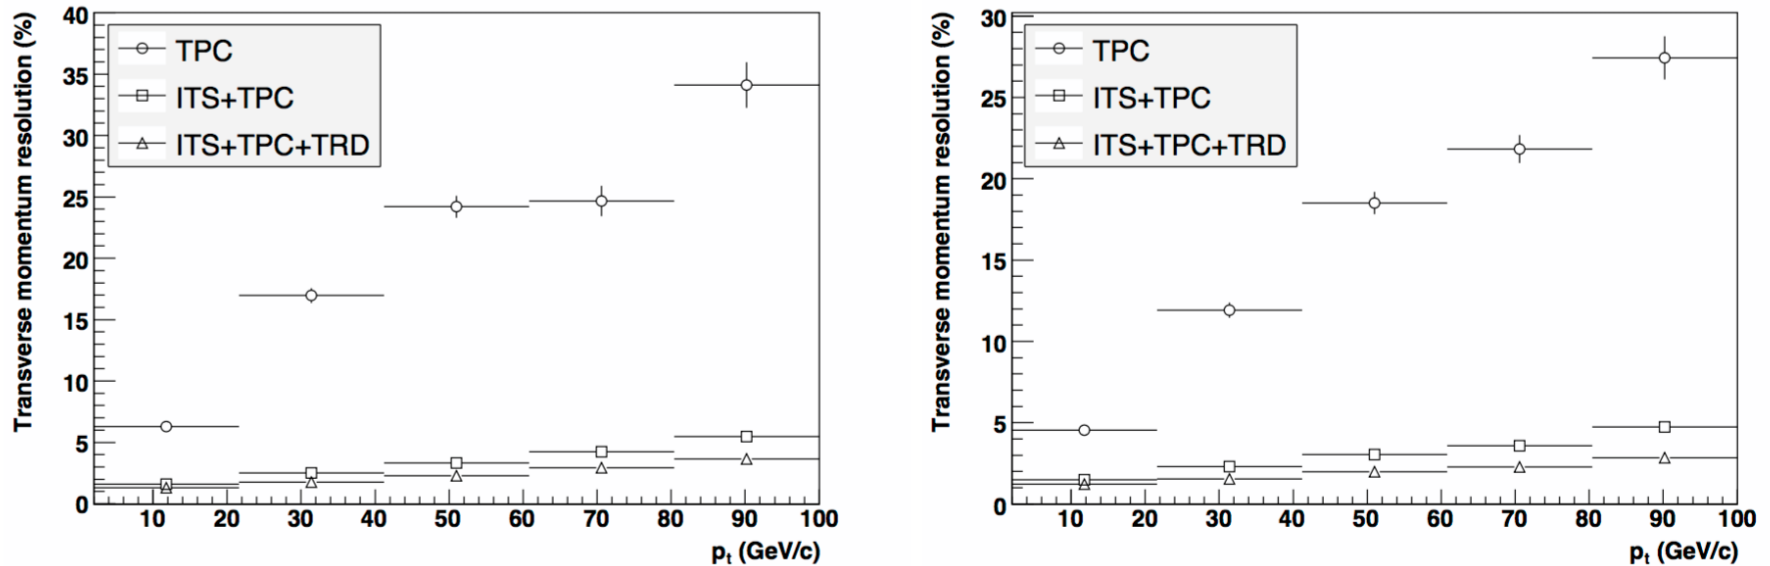 Transverse momentum resolution (%)
40
35
30
25
20
15
10
5
0
TPC
ITS+TPC
ITS+TPC+TRD
10 20 30 40 50 60 70 80 90 100
pt (GeV/c)
Transverse momentum resolution (%)
30
25
20
15
10
5
0
TPC
ITS+TPC
ITS+TPC+TRD
10 20 30 40 50 60 70 80 90 100
pt (GeV/c)